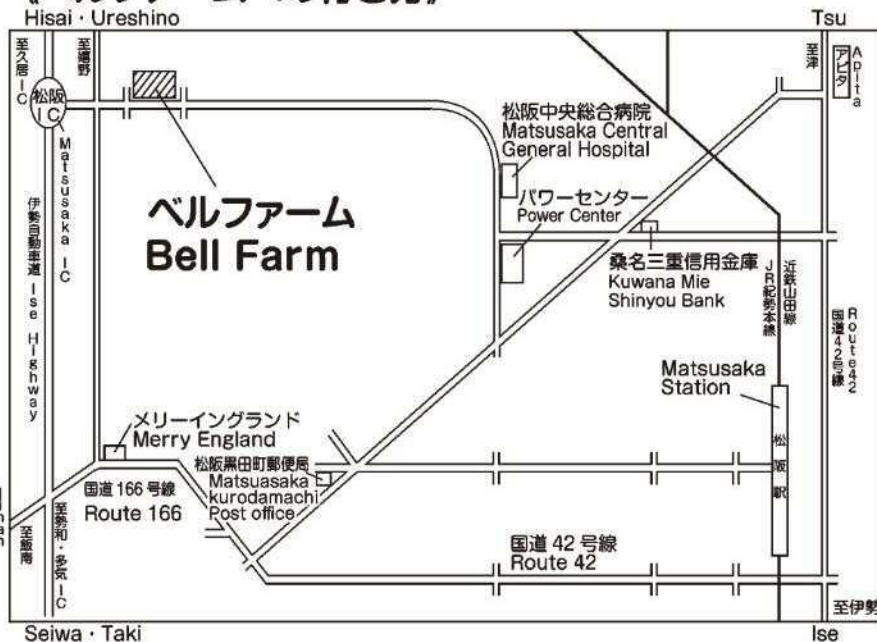 Hisai・Ureshino
Tsu
至久居IC
至嬉野
至津
アピタ
Apita
松阪
IC
Matsusaka IC
伊勢自動車道 Ise Highway
ベルファーム
Bell Farm
松阪中央総合病院
Matsusaka Central
General Hospital
パワーセンター
Power Center
桑名三重信用金庫
Kuwana Mie
Shinyou Bank
近鉄山田線
JR紀勢本線
Route42
国道42号線
Matsusaka
Station
松阪駅
メリーイングランド
Merry England
松阪黒田町郵便局
Matsuasaka
kurodamachi
Post office
国道166号線
Route 166
国道42号線
Route 42
至飯南
至勢和・多気IC
至伊勢
Seiwa・Taki
Ise